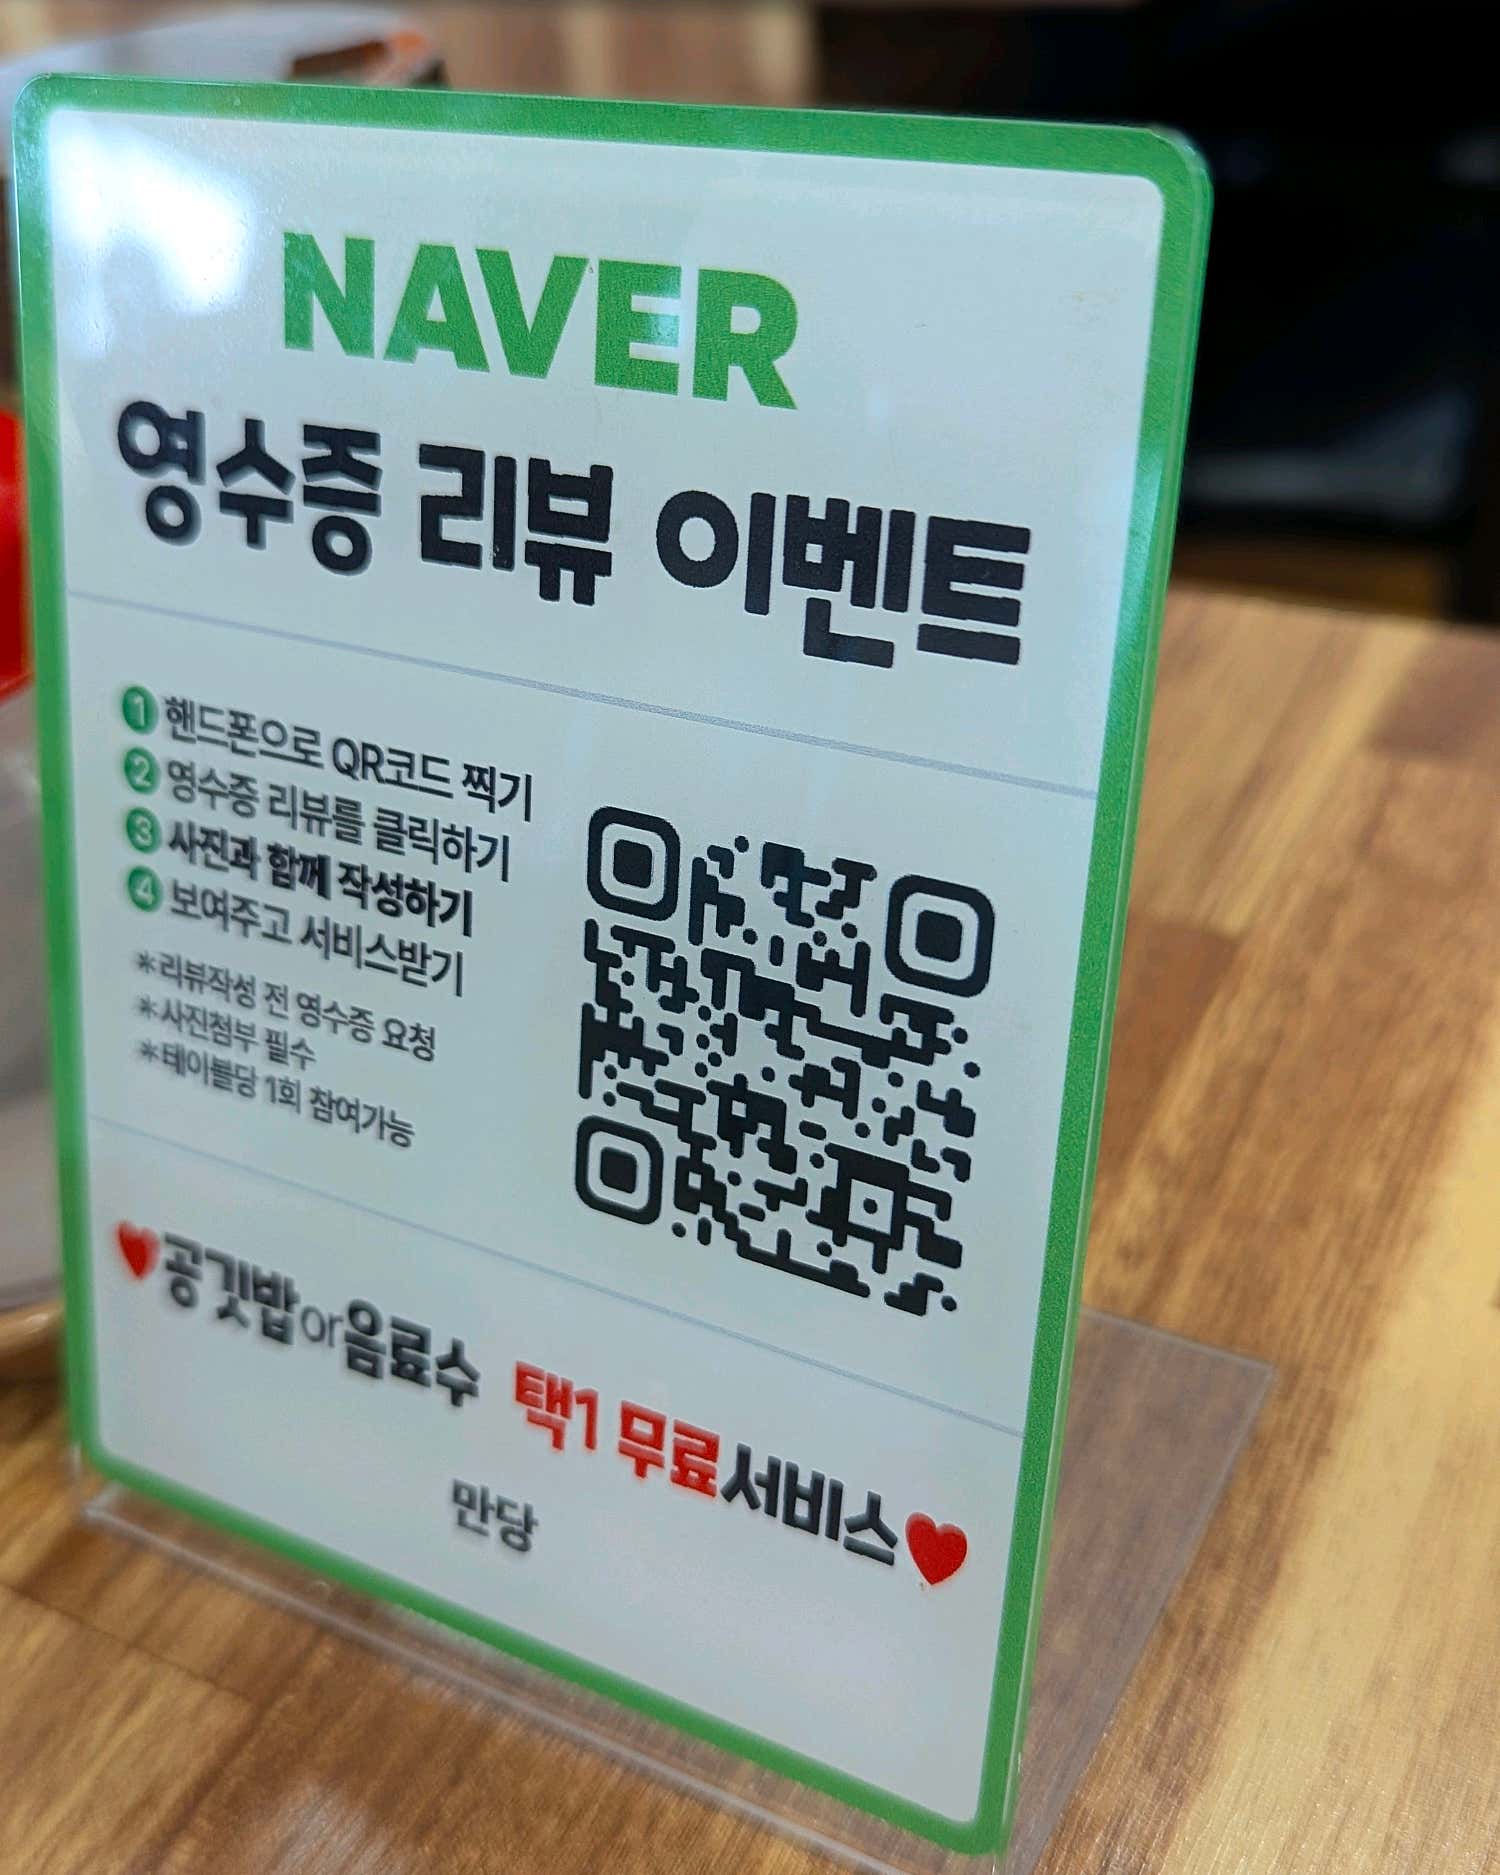 NAVER
영수증 리뷰 이벤트
1 핸드폰으로 QR코드 찍기
2 영수증 리뷰를 클릭하기
3 사진과 함께 작성하기
4 보여주고 서비스받기
*리뷰작성 전 영수증 요청
*사진첨부 필수
*테이블당 1회 참여가능
♥공깃밥or음료수 택1 무료서비스♥
만당